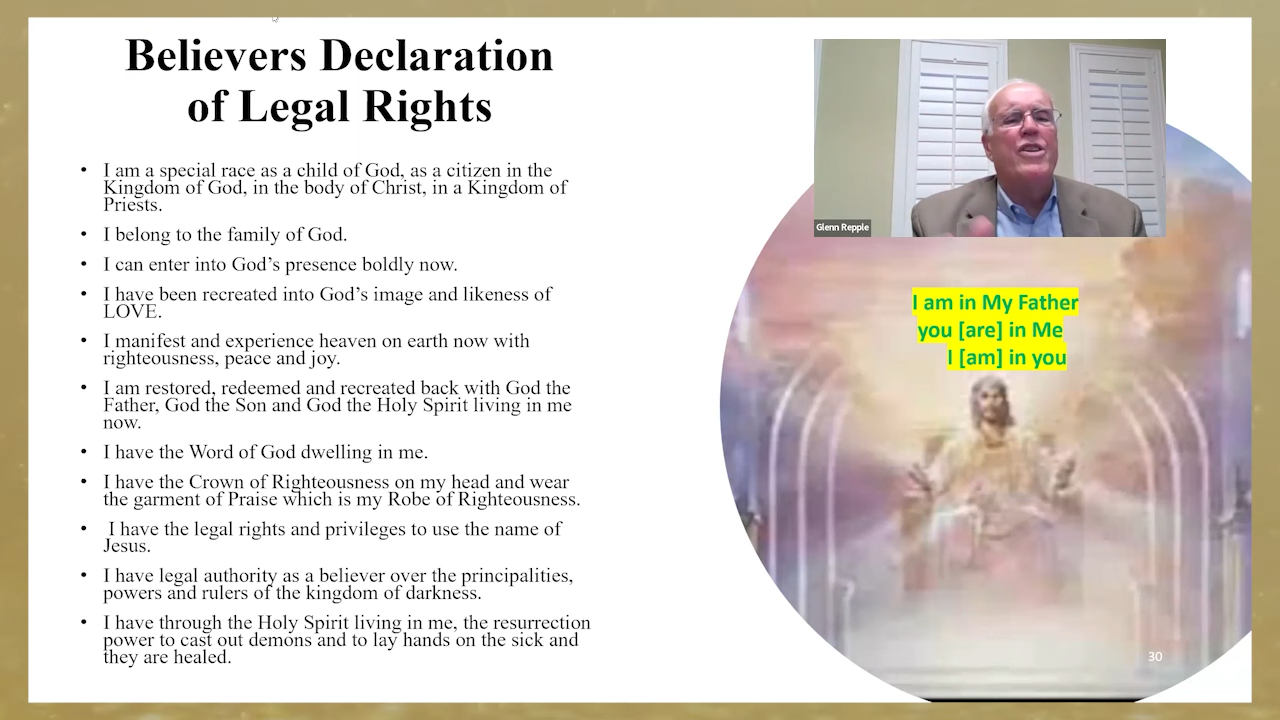 Believers Declaration
of Legal Rights
• I am a special race as a child of God, as a citizen in the
Kingdom of God, in the body of Christ, in a Kingdom of
Priests.
• I belong to the family of God.
• I can enter into God’s presence boldly now.
• I have been recreated into God’s image and likeness of
LOVE.
• I manifest and experience heaven on earth now with
righteousness, peace and joy.
• I am restored, redeemed and recreated back with God the
Father, God the Son and God the Holy Spirit living in me
now.
• I have the Word of God dwelling in me.
• I have the Crown of Righteousness on my head and wear
the garment of Praise which is my Robe of Righteousness.
• I have the legal rights and privileges to use the name of
Jesus.
• I have legal authority as a believer over the principalities,
powers and rulers of the kingdom of darkness.
• I have through the Holy Spirit living in me, the resurrection
power to cast out demons and to lay hands on the sick and
they are healed.
Glenn Repple
I am in My Father
you [are] in Me
I [am] in you
30